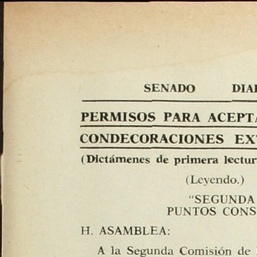 SENADO DIA
PERMISOS PARA ACEPTA
CONDECORACIONES EXT
(Dictámenes de primera lectur
(Leyendo.)
"SEGUNDA
PUNTOS CONS
H. ASAMBLEA:
A la Segunda Comisión de